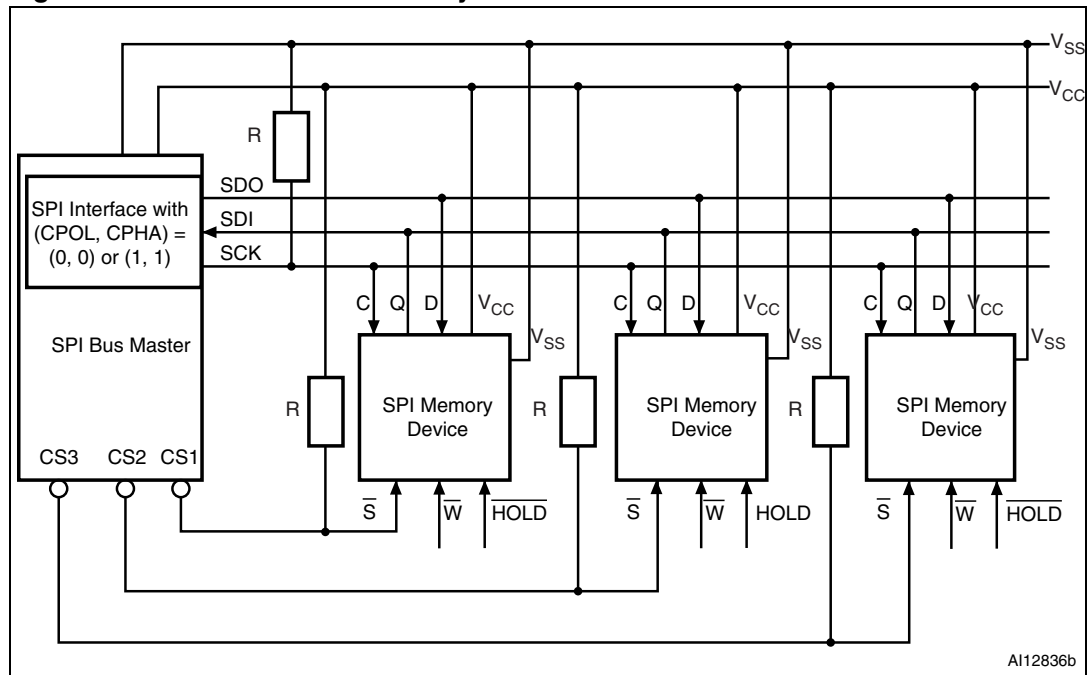 VSS
VCC
R
SDO
SPI Interface with
(CPOL, CPHA) =
(0, 0) or (1, 1)
SDI
SCK
C Q D VCC
C Q D VCC
C Q D VCC
VSS
VSS
VSS
SPI Bus Master
R
SPI Memory
Device
R
SPI Memory
Device
R
SPI Memory
Device
CS3 CS2 CS1
S̅ W̅ H̅O̅L̅D̅
S̅ W̅ HOLD
S̅ W̅ H̅O̅L̅D̅
AI12836b